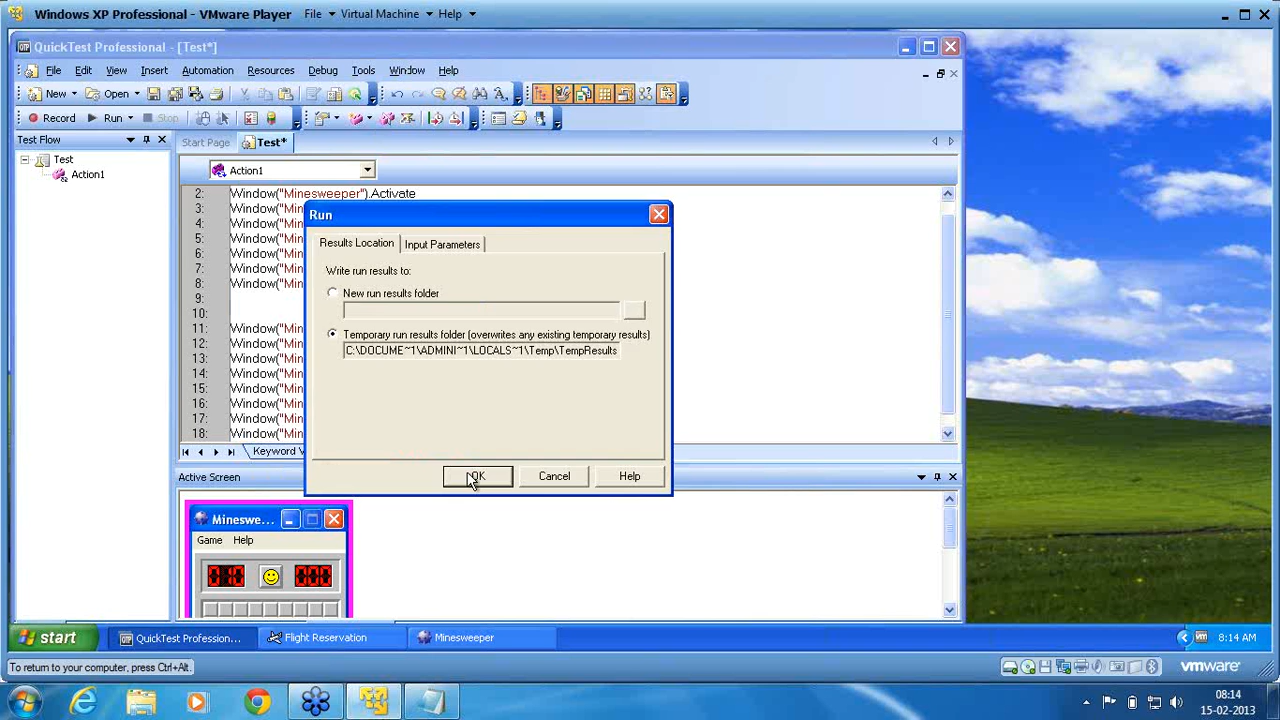 Windows XP Professional - VMware Player File Virtual Machine Help
QuickTest Professional - [Test*]
File Edit View Insert Automation Resources Debug Tools Window Help
New Open
Record Run Stop
Test Flow
Start Page Test*
Test
Action1
Action1
2: Window("Minesweeper").Activate
3: Window("Min
4: Window("Min
5: Window("Min
6: Window("Min
7: Window("Min
8: Window("Min
9:
10:
11: Window("Min
12: Window("Min
13: Window("Min
14: Window("Min
15: Window("Min
16: Window("Min
17: Window("Min
18: Window("Min
Keyword V
Run
Results Location Input Parameters
Write run results to:
New run results folder
Temporary run results folder (overwrites any existing temporary results)
C:\DOCUME~1\ADMINI~1\LOCALS~1\Temp\TempResults
OK Cancel Help
Active Screen
Mineswe...
Game Help
010 000
start QuickTest Profession... Flight Reservation Minesweeper 8:14 AM
To return to your computer, press Ctrl+Alt. vmware
08:14
15-02-2013